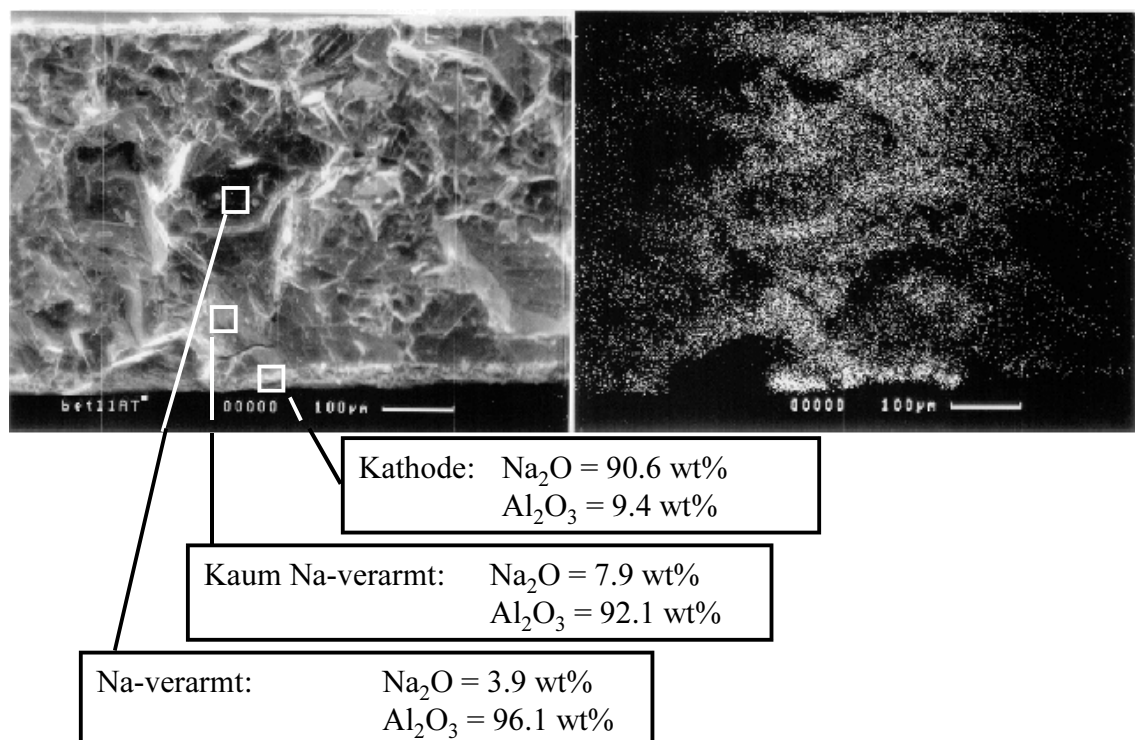 bet11AT 00000 100µm
00000 100µm
Kathode: Na₂O = 90.6 wt%
Al₂O₃ = 9.4 wt%
Kaum Na-verarmt: Na₂O = 7.9 wt%
Al₂O₃ = 92.1 wt%
Na-verarmt: Na₂O = 3.9 wt%
Al₂O₃ = 96.1 wt%